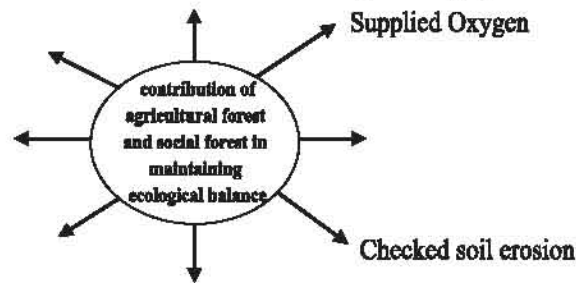 Supplied Oxygen
contribution of
agricultural forest
and social forest in
maintaining
ecological balance
Checked soil erosion